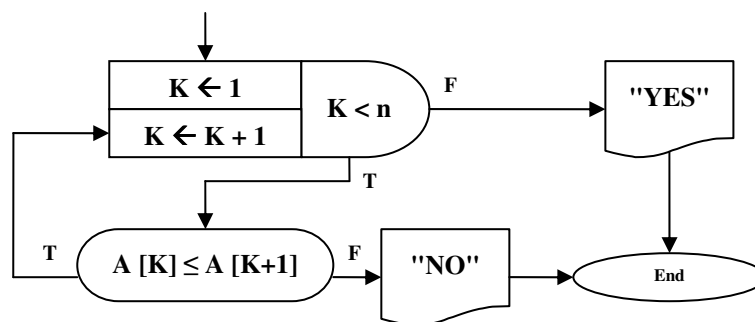 K ← 1
K < n
F
"YES"
K ← K + 1
T
T
A [K] ≤ A [K+1]
F
"NO"
End